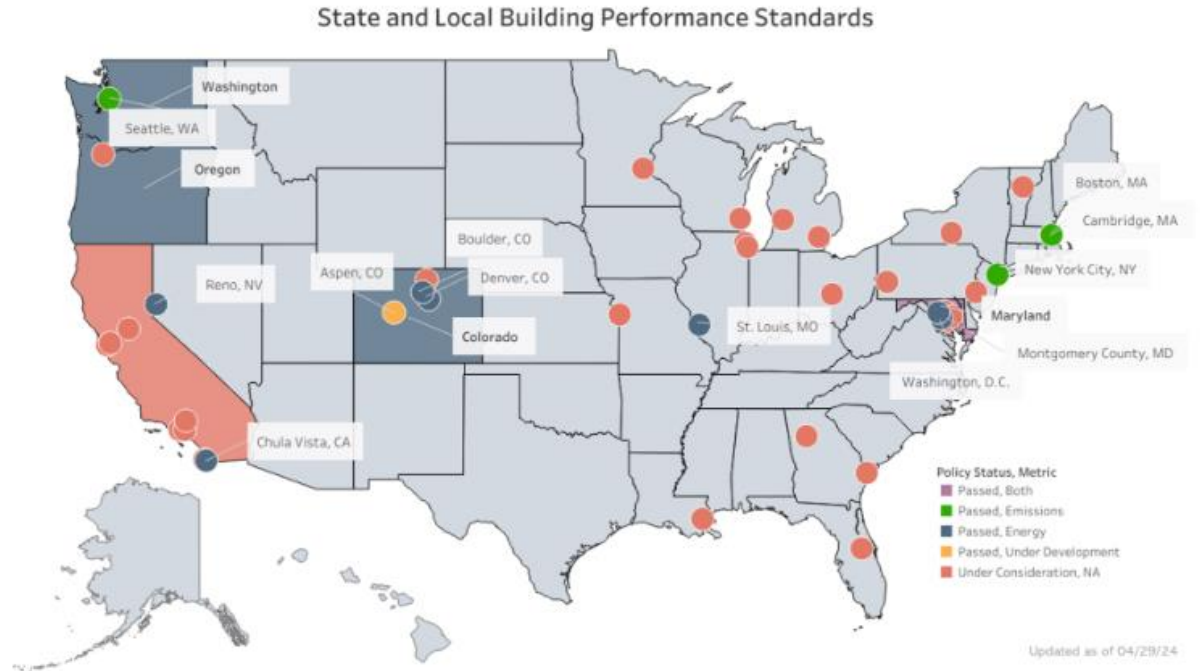 State and Local Building Performance Standards
Washington
Seattle, WA
Oregon
Boulder, CO
Aspen, CO
Denver, CO
Reno, NV
Colorado
St. Louis, MO
Chula Vista, CA
Boston, MA
Cambridge, MA
New York City, NY
Maryland
Montgomery County, MD
Washington, D.C.
Policy Status, Metric
Passed, Both
Passed, Emissions
Passed, Energy
Passed, Under Development
Under Consideration, NA
Updated as of 04/29/24